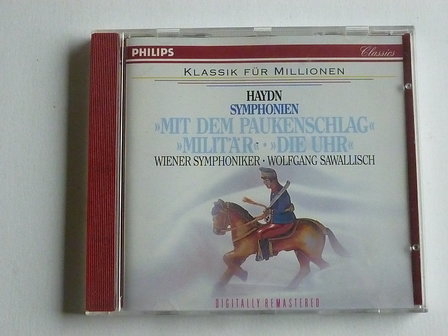 PHILIPS
Classics
KLASSIK FÜR MILLIONEN
HAYDN
SYMPHONIEN
»MIT DEM PAUKENSCHLAG«
»MILITÄR« · »DIE UHR«
WIENER SYMPHONIKER · WOLFGANG SAWALLISCH
DIGITALLY REMASTERED